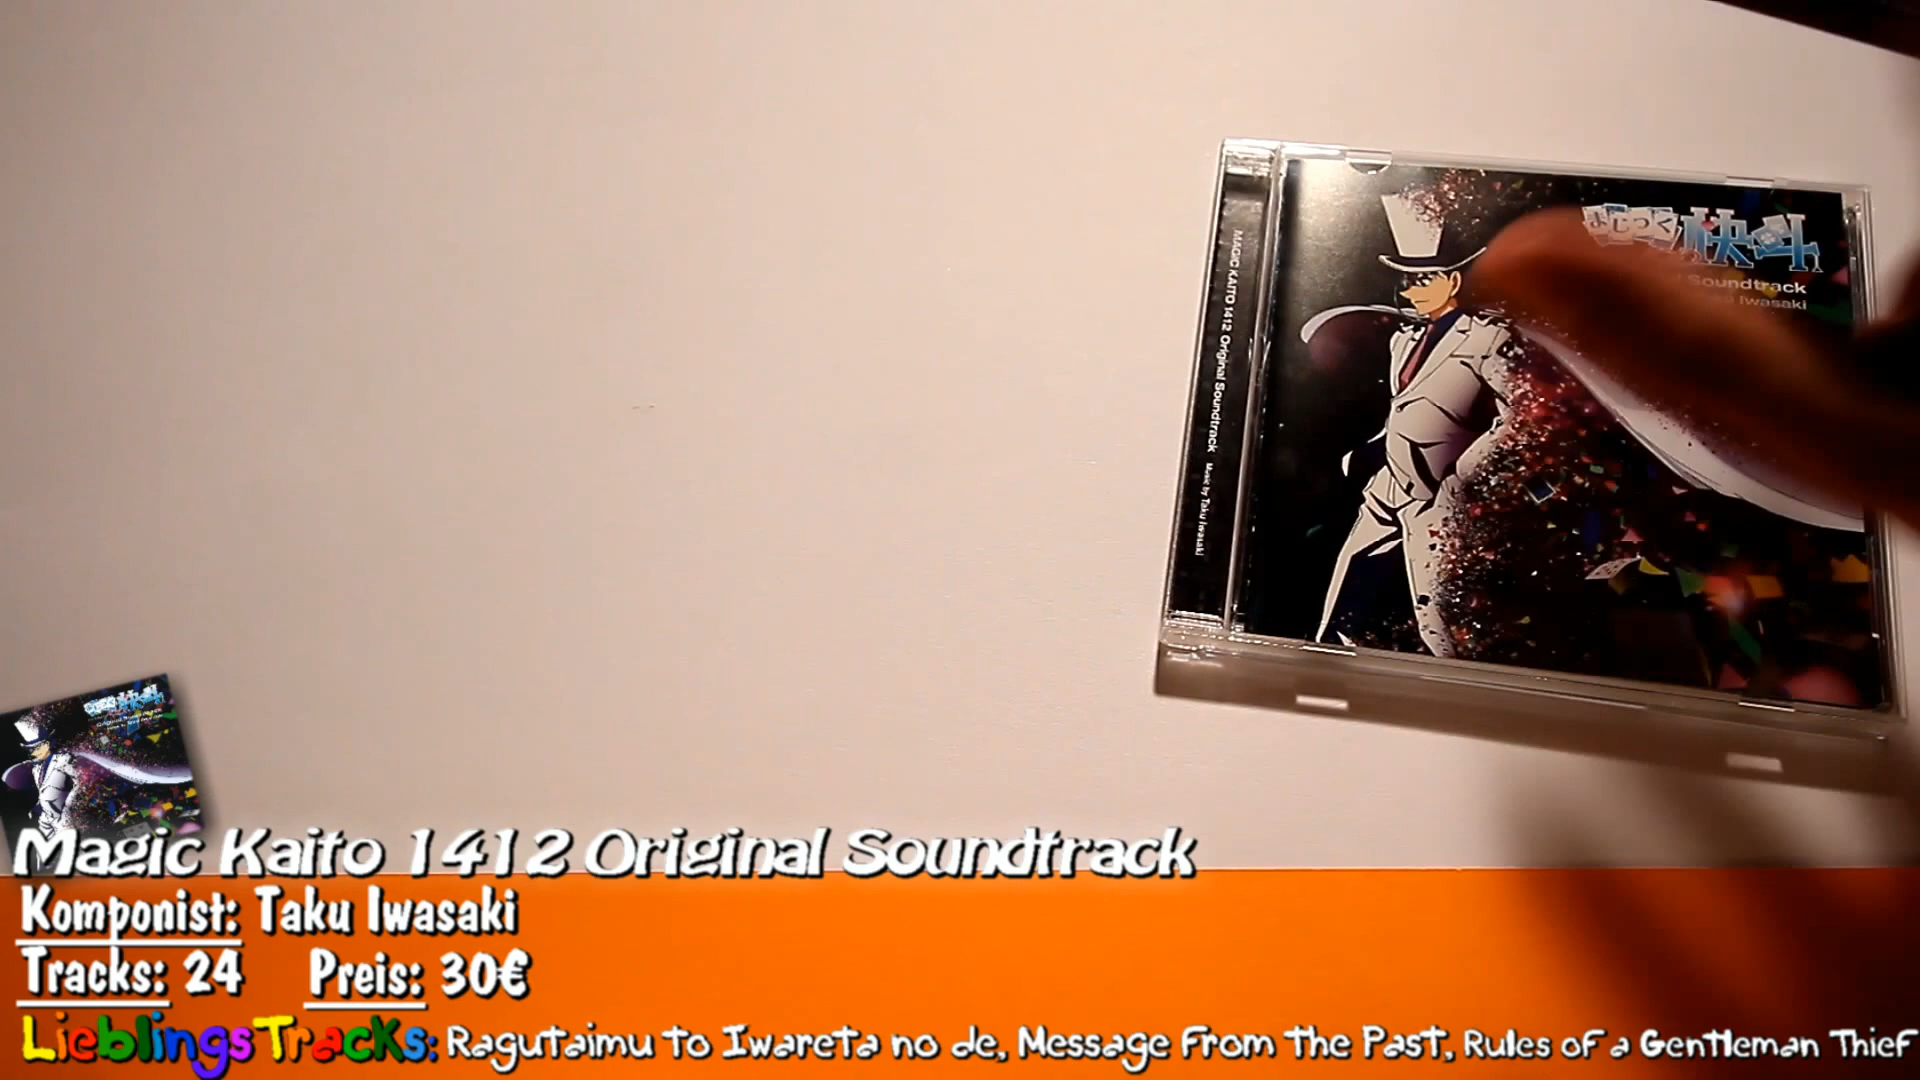 まじっく快斗
Soundtrack
Iwasaki
MAGIC KAITO 1412 Original Soundtrack Music by Taku Iwasaki
Magic Kaito 1412 Original Soundtrack
Komponist: Taku Iwasaki
Tracks: 24 Preis: 30€
LieblingsTracks: Ragutaimu to Iwareta no de, Message From the Past, Rules of a Gentleman Thief